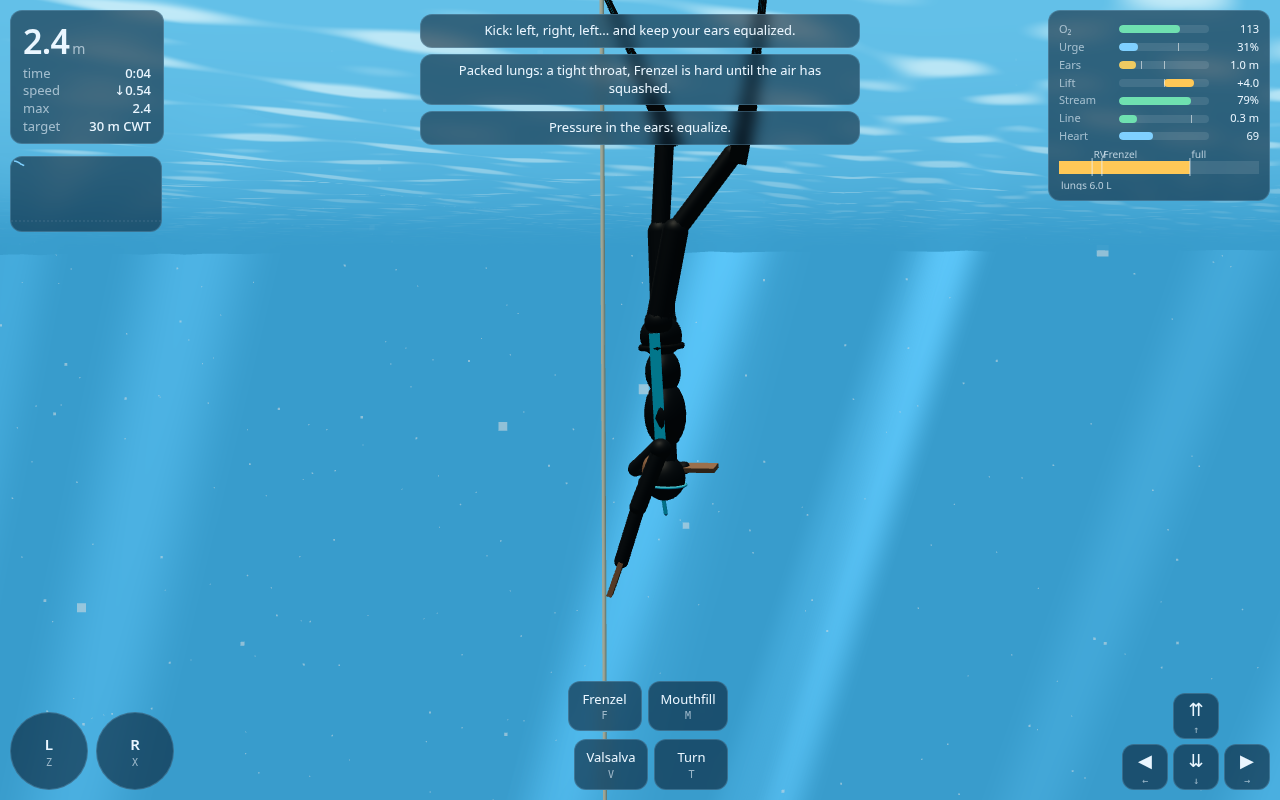 2.4 m
time 0:04
speed ↓0.54
max 2.4
target 30 m CWT
Kick: left, right, left... and keep your ears equalized.
Packed lungs: a tight throat, Frenzel is hard until the air has
squashed.
Pressure in the ears: equalize.
O₂ 113
Urge 31%
Ears 1.0 m
Lift +4.0
Stream 79%
Line 0.3 m
Heart 69
RV Frenzel full
lungs 6.0 L
L
Z
R
X
Frenzel
F
Mouthfill
M
Valsalva
V
Turn
T
⇈
↑
◀
←
⇊
↓
▶
→